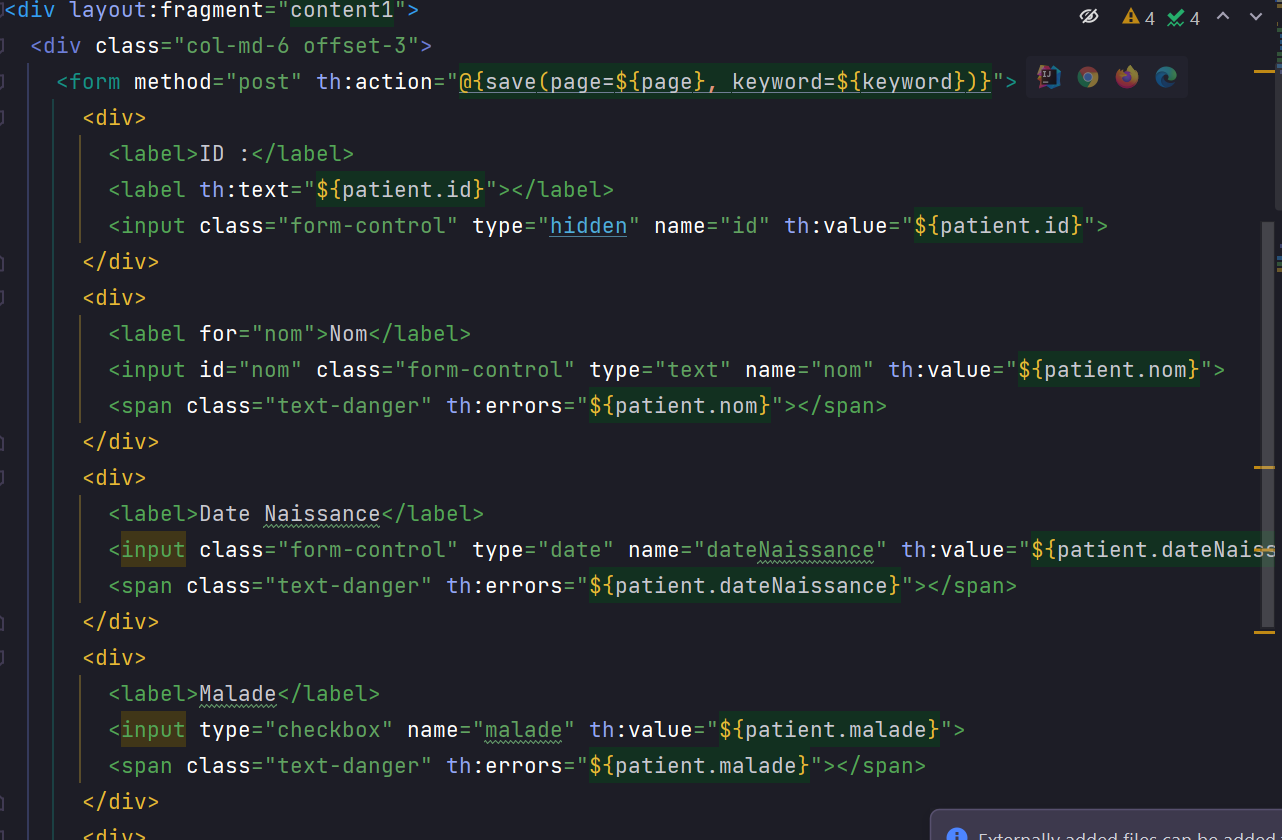 <div layout:fragment="content1">
4 4
<div class="col-md-6 offset-3">
<form method="post" th:action="@{save(page=${page}, keyword=${keyword})}">
<div>
<label>ID :</label>
<label th:text="${patient.id}"></label>
<input class="form-control" type="hidden" name="id" th:value="${patient.id}">
</div>
<div>
<label for="nom">Nom</label>
<input id="nom" class="form-control" type="text" name="nom" th:value="${patient.nom}">
<span class="text-danger" th:errors="${patient.nom}"></span>
</div>
<div>
<label>Date Naissance</label>
<input class="form-control" type="date" name="dateNaissance" th:value="${patient.dateNaiss
<span class="text-danger" th:errors="${patient.dateNaissance}"></span>
</div>
<div>
<label>Malade</label>
<input type="checkbox" name="malade" th:value="${patient.malade}">
<span class="text-danger" th:errors="${patient.malade}"></span>
</div>
<div>
Externally added files can be added